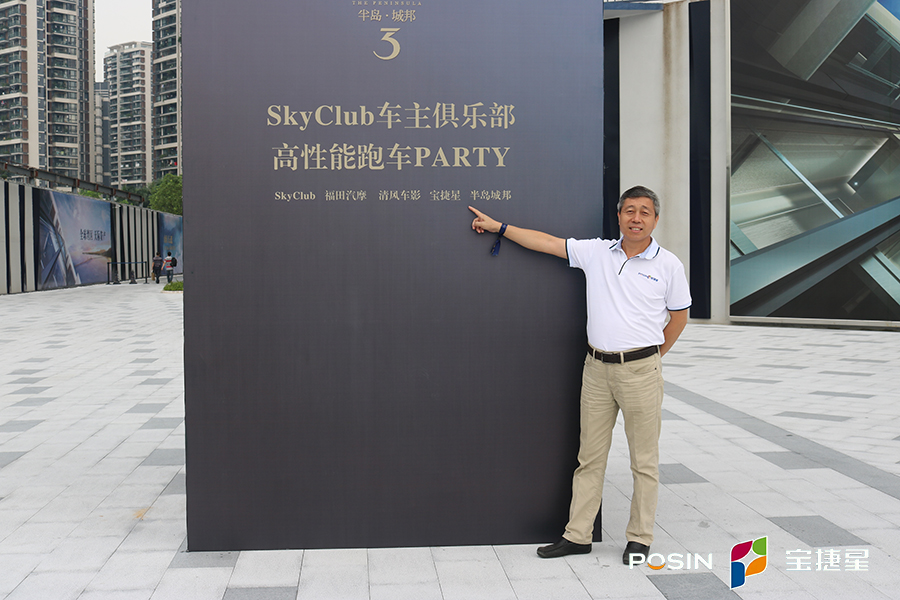 THE PENINSULA
半岛·城邦
3
SkyClub车主俱乐部
高性能跑车PARTY
SkyClub 福田汽摩 清风车影 宝捷星 半岛城邦
POSIN 宝捷星